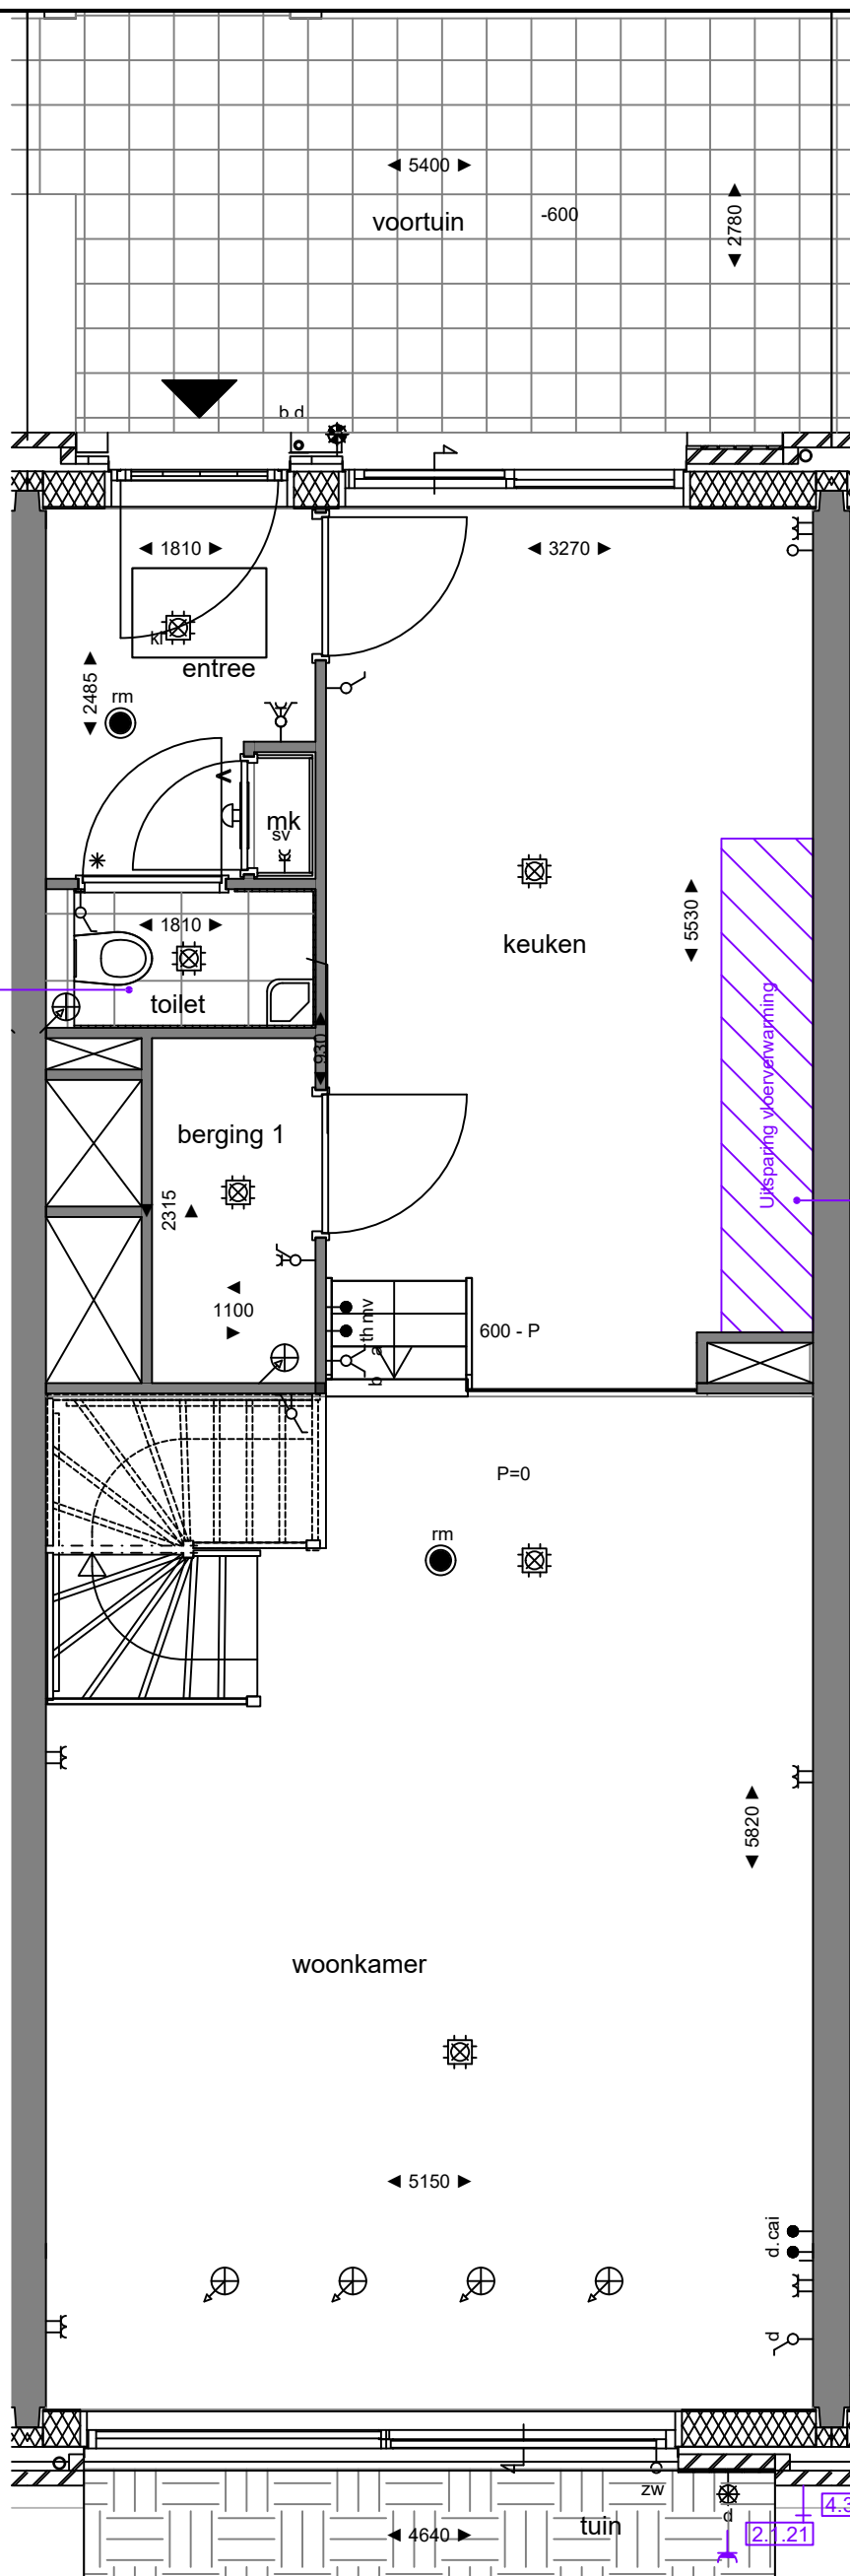 5400
voortuin
-600
2780
b d
1810
3270
kl
entree
2485
rm
mk
sv
1810
keuken
5530
toilet
930
Uitsparing vloerverwarming
berging 1
2315
1100
mv
th
a
b
600 - P
P=0
rm
5820
woonkamer
5150
d. cai
d
zw
d
tuin
4640
2.1.21
4.3